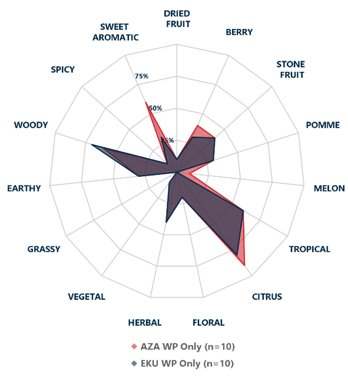 DRIED
FRUIT
SWEET
AROMATIC
BERRY
SPICY
STONE
FRUIT
75%
WOODY
50%
POMME
EARTHY
MELON
GRASSY
TROPICAL
VEGETAL
CITRUS
HERBAL
FLORAL
AZA WP Only (n=10)
EKU WP Only (n=10)